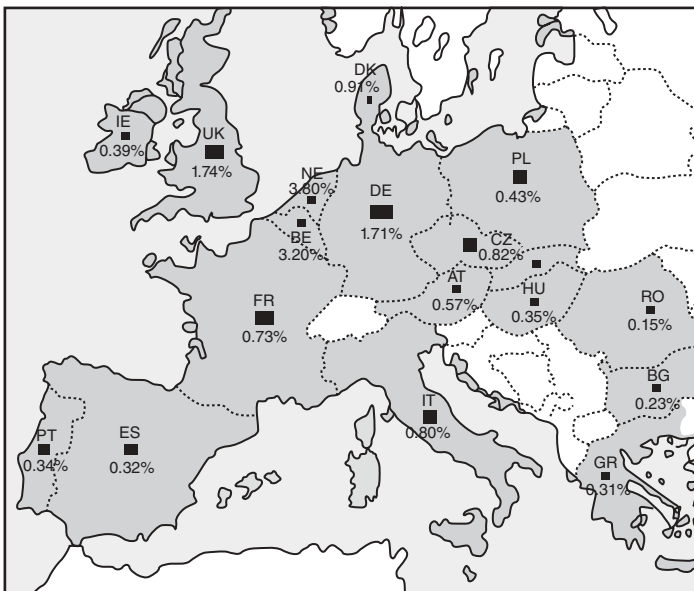 DK
0.91%
IE
0.39%
UK
1.74%
NE
3.80%
DE
1.71%
PL
0.43%
BE
3.20%
CZ
0.82%
AT
0.57%
HU
0.35%
RO
0.15%
FR
0.73%
BG
0.23%
IT
0.80%
PT
0.34%
ES
0.32%
GR
0.31%